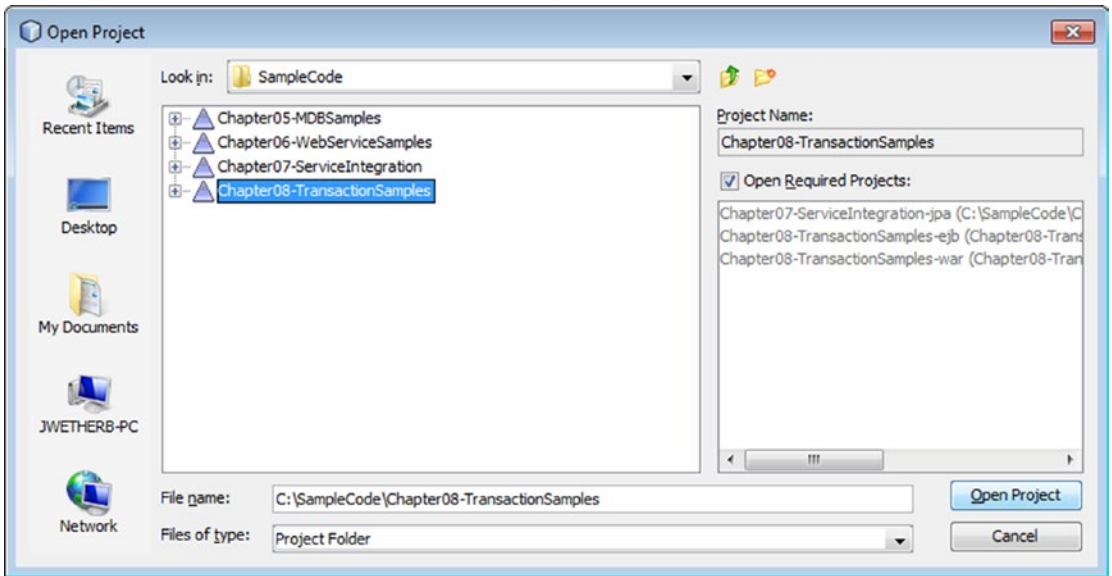 Open Project
Look in: SampleCode
Recent Items
Desktop
My Documents
JWETHERB-PC
Network
Chapter05-MDBSamples
Chapter06-WebServiceSamples
Chapter07-ServiceIntegration
Chapter08-TransactionSamples
Project Name:
Chapter08-TransactionSamples
Open Required Projects:
Chapter07-ServiceIntegration-jpa (C:\SampleCode\C
Chapter08-TransactionSamples-ejb (Chapter08-Trans
Chapter08-TransactionSamples-war (Chapter08-Tran
File name: C:\SampleCode\Chapter08-TransactionSamples
Files of type: Project Folder
Open Project
Cancel